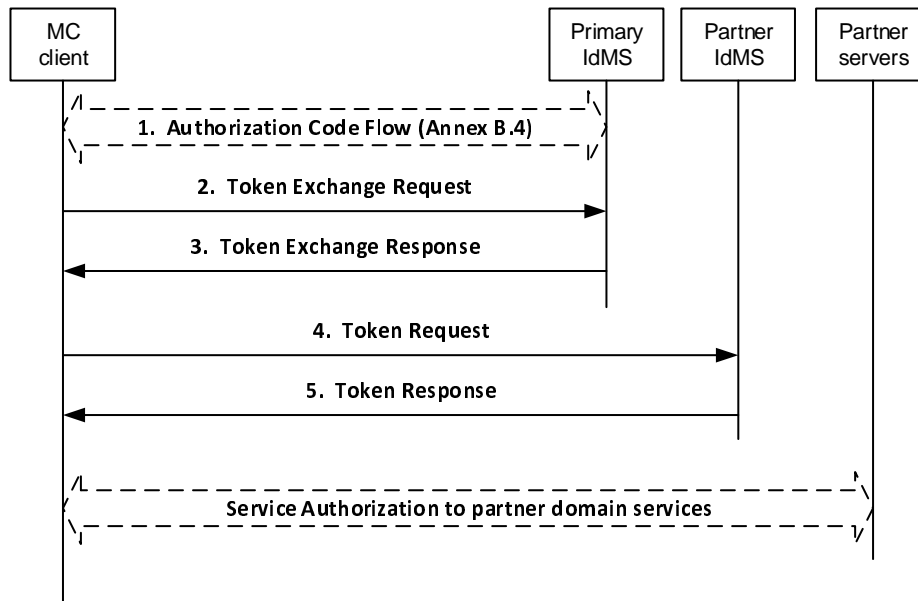 MC
client
Primary
IdMS
Partner
IdMS
Partner
servers
1. Authorization Code Flow (Annex B.4)
2. Token Exchange Request
3. Token Exchange Response
4. Token Request
5. Token Response
Service Authorization to partner domain services